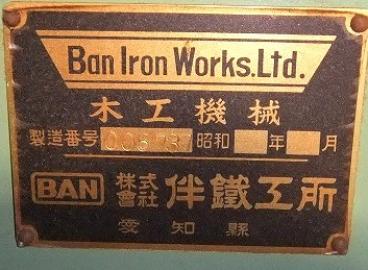 Ban Iron Works.Ltd.
木工機械
製造番号 006787 昭和 年 月
BAN 株式會社 伴鐵工所
愛知縣